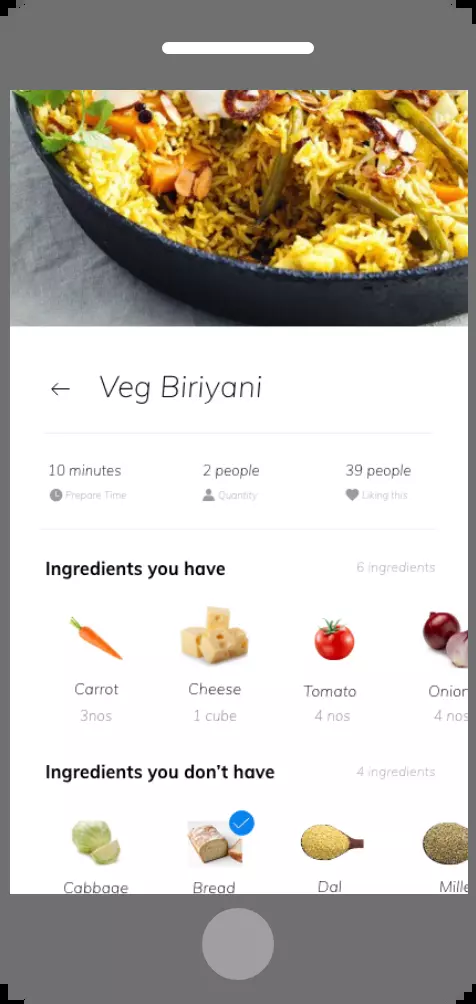 Veg Biriyani
10 minutes 2 people 39 people
Prepare Time Quantity Liking this
Ingredients you have 6 ingredients
Carrot Cheese Tomato Onion
3nos 1 cube 4 nos 4 nos
Ingredients you don't have 4 ingredients
Cabbage Bread Dal